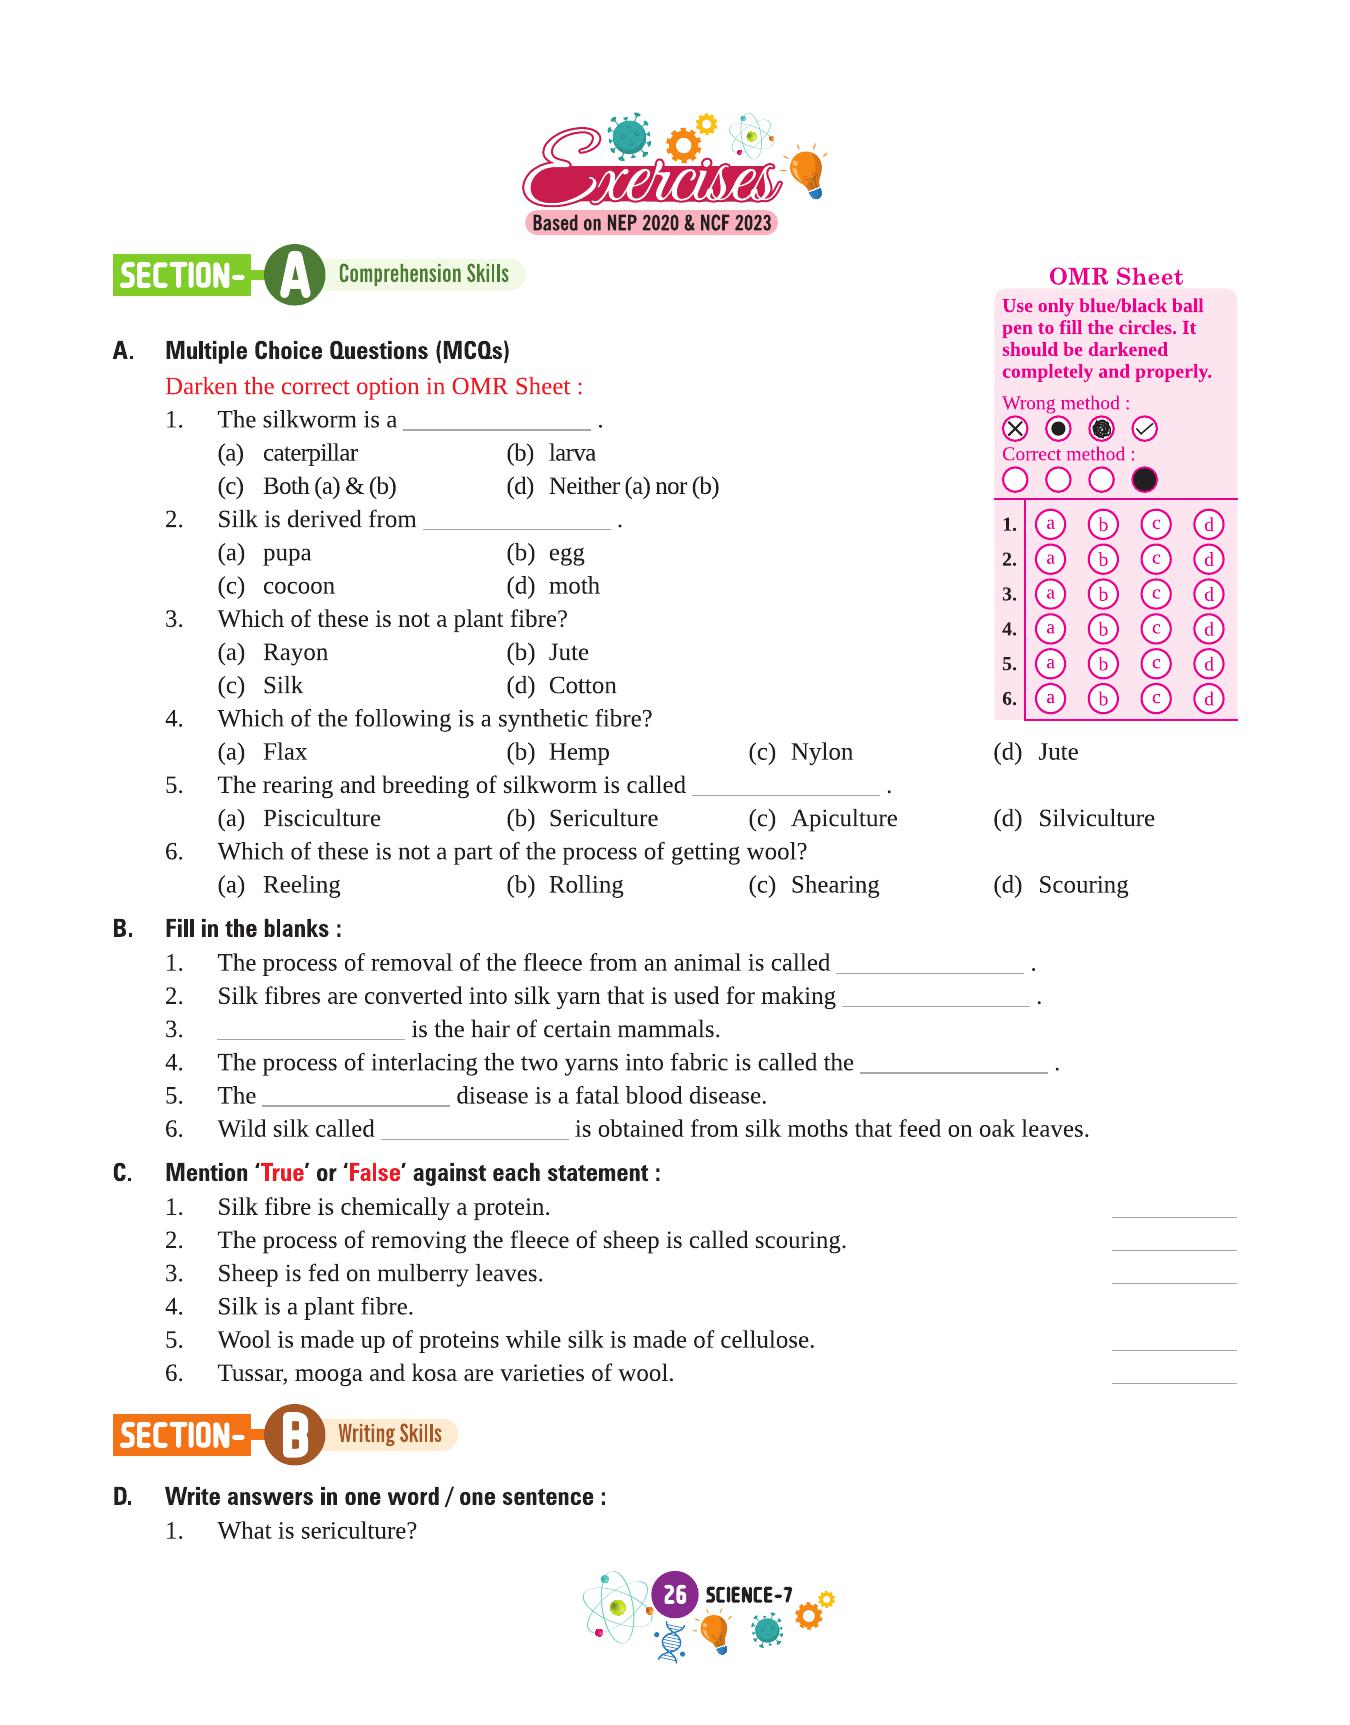 Exercises
Based on NEP 2020 & NCF 2023
SECTION- A Comprehension Skills
OMR Sheet
Use only blue/black ball
pen to fill the circles. It
should be darkened
completely and properly.
Wrong method :
Correct method :
1. a b c d
2. a b c d
3. a b c d
4. a b c d
5. a b c d
6. a b c d
A. Multiple Choice Questions (MCQs)
Darken the correct option in OMR Sheet :
1. The silkworm is a _______________ .
(a) caterpillar (b) larva
(c) Both (a) & (b) (d) Neither (a) nor (b)
2. Silk is derived from _______________ .
(a) pupa (b) egg
(c) cocoon (d) moth
3. Which of these is not a plant fibre?
(a) Rayon (b) Jute
(c) Silk (d) Cotton
4. Which of the following is a synthetic fibre?
(a) Flax (b) Hemp (c) Nylon (d) Jute
5. The rearing and breeding of silkworm is called _______________ .
(a) Pisciculture (b) Sericulture (c) Apiculture (d) Silviculture
6. Which of these is not a part of the process of getting wool?
(a) Reeling (b) Rolling (c) Shearing (d) Scouring
B. Fill in the blanks :
1. The process of removal of the fleece from an animal is called _______________ .
2. Silk fibres are converted into silk yarn that is used for making _______________ .
3. _______________ is the hair of certain mammals.
4. The process of interlacing the two yarns into fabric is called the _______________ .
5. The _______________ disease is a fatal blood disease.
6. Wild silk called _______________ is obtained from silk moths that feed on oak leaves.
C. Mention ‘True’ or ‘False’ against each statement :
1. Silk fibre is chemically a protein. __________
2. The process of removing the fleece of sheep is called scouring. __________
3. Sheep is fed on mulberry leaves. __________
4. Silk is a plant fibre.
5. Wool is made up of proteins while silk is made of cellulose. __________
6. Tussar, mooga and kosa are varieties of wool. __________
SECTION- B Writing Skills
D. Write answers in one word / one sentence :
1. What is sericulture?
26 SCIENCE-7